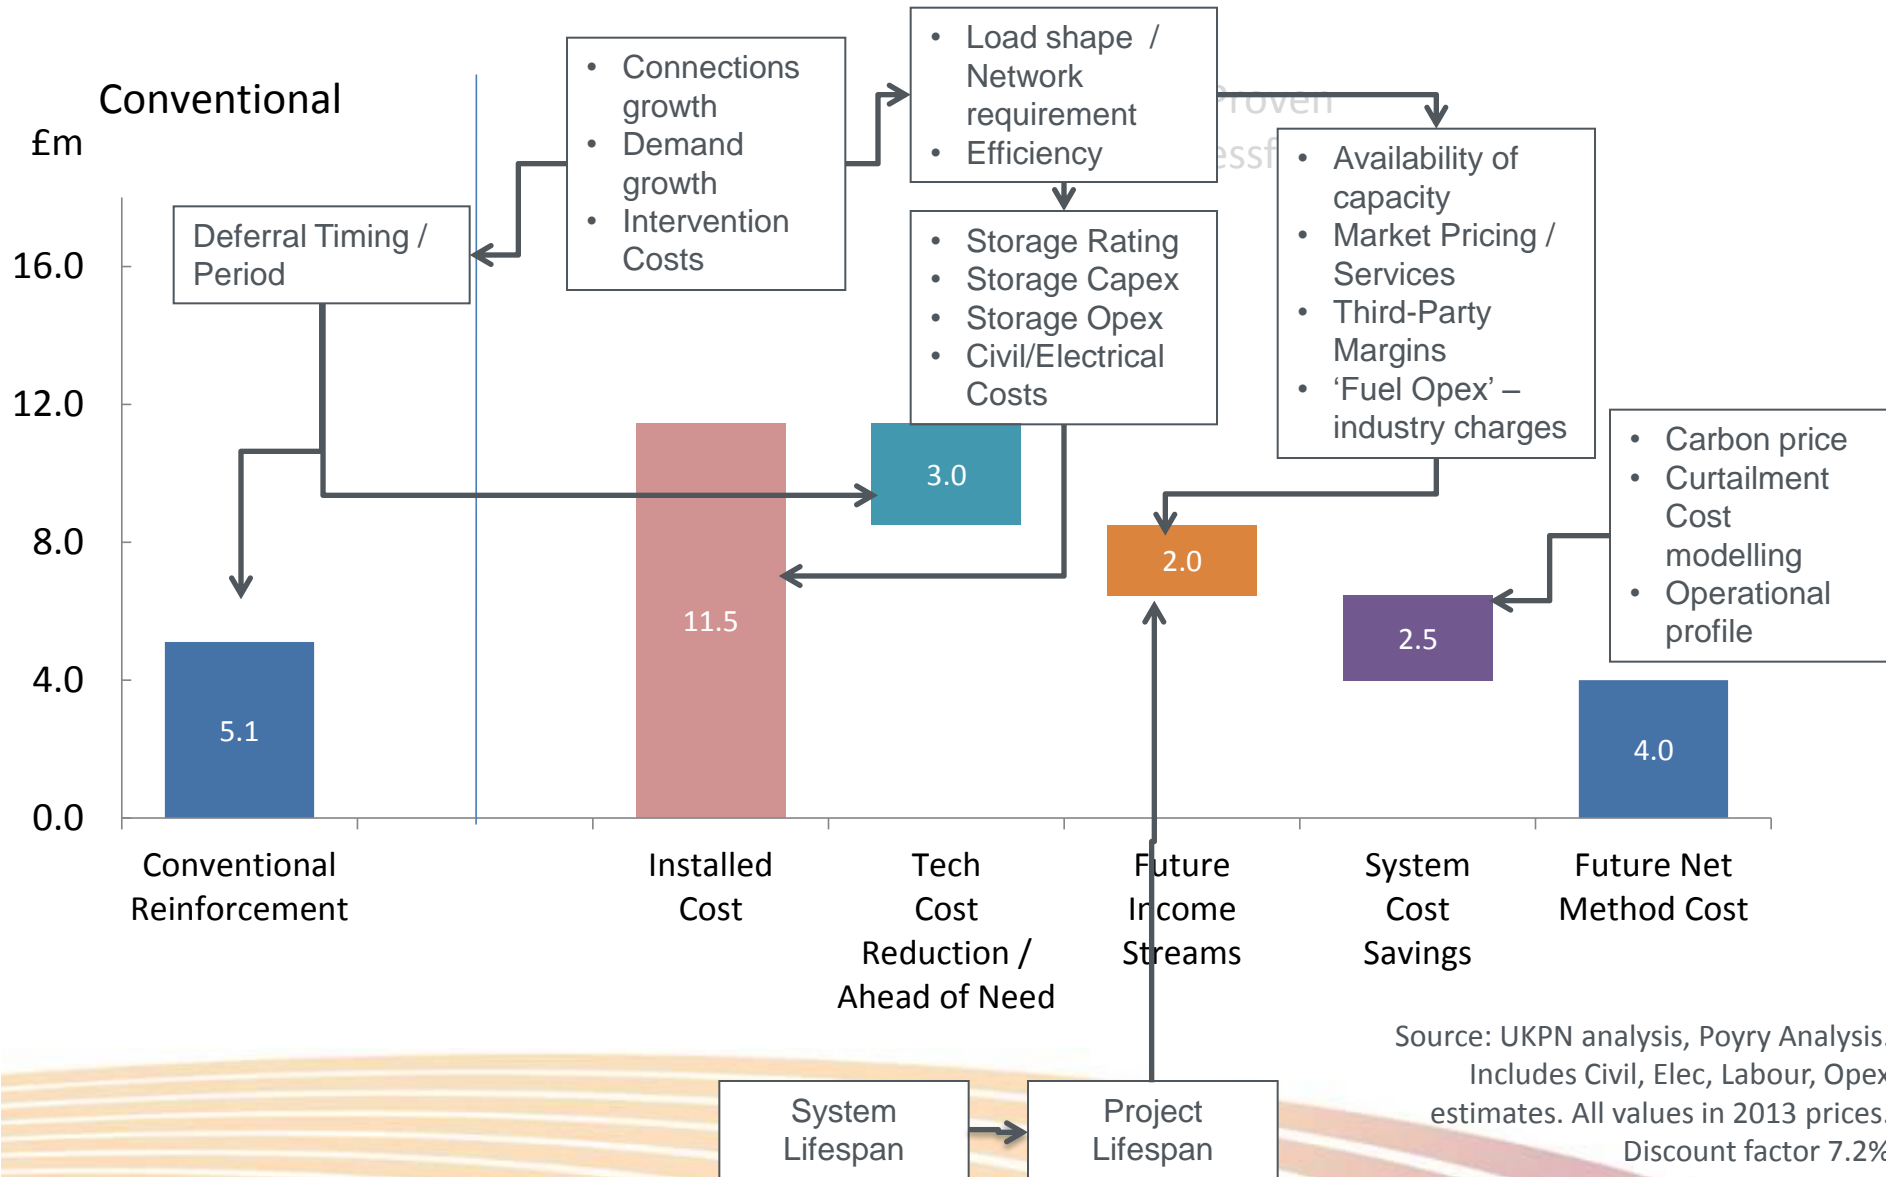 Conventional
£m
16.0
12.0
8.0
4.0
0.0
Deferral Timing /
Period
• Connections
growth
• Demand
growth
• Intervention
Costs
• Load shape /
Network
requirement
• Efficiency
Proven
• Storage Rating
• Storage Capex
• Storage Opex
• Civil/Electrical
Costs
• Availability of
capacity
• Market Pricing /
Services
• Third-Party
Margins
• ‘Fuel Opex’ –
industry charges
• Carbon price
• Curtailment
Cost
modelling
• Operational
profile
5.1
11.5
3.0
2.0
2.5
4.0
Conventional
Reinforcement
Installed
Cost
Tech
Cost
Reduction /
Ahead of Need
Future
Income
Streams
System
Cost
Savings
Future Net
Method Cost
System
Lifespan
Project
Lifespan
Source: UKPN analysis, Poyry Analysis.
Includes Civil, Elec, Labour, Opex
estimates. All values in 2013 prices.
Discount factor 7.2%